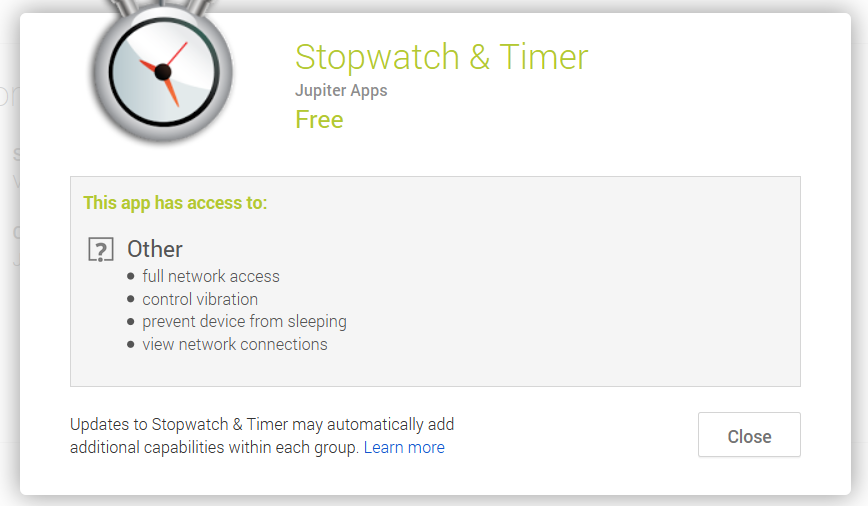 Stopwatch & Timer
Jupiter Apps
Free
This app has access to:
Other
full network access
control vibration
prevent device from sleeping
view network connections
Updates to Stopwatch & Timer may automatically add
additional capabilities within each group. Learn more
Close